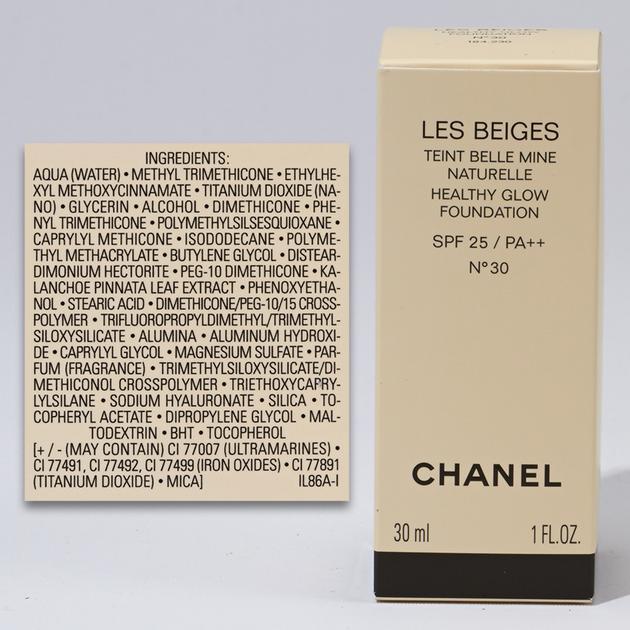 INGREDIENTS:
AQUA (WATER) • METHYL TRIMETHICONE • ETHYLHE-
XYL METHOXYCINNAMATE • TITANIUM DIOXIDE (NA-
NO) • GLYCERIN • ALCOHOL • DIMETHICONE • PHE-
NYL TRIMETHICONE • POLYMETHYLSILSESQUIOXANE •
CAPRYLYL METHICONE • ISODODECANE • POLYME-
THYL METHACRYLATE • BUTYLENE GLYCOL • DISTEAR-
DIMONIUM HECTORITE • PEG-10 DIMETHICONE • KA-
LANCHOE PINNATA LEAF EXTRACT • PHENOXYETHA-
NOL • STEARIC ACID • DIMETHICONE/PEG-10/15 CROSS-
POLYMER • TRIFLUOROPROPYLDIMETHYL/TRIMETHYL-
SILOXYSILICATE • ALUMINA • ALUMINUM HYDROXI-
DE • CAPRYLYL GLYCOL • MAGNESIUM SULFATE • PAR-
FUM (FRAGRANCE) • TRIMETHYLSILOXYSILICATE/DI-
METHICONOL CROSSPOLYMER • TRIETHOXYCAPRY-
LYLSILANE • SODIUM HYALURONATE • SILICA • TO-
COPHERYL ACETATE • DIPROPYLENE GLYCOL • MAL-
TODEXTRIN • BHT • TOCOPHEROL
[+ / - (MAY CONTAIN) CI 77007 (ULTRAMARINES) •
CI 77491, CI 77492, CI 77499 (IRON OXIDES) • CI 77891
(TITANIUM DIOXIDE) • MICA] IL86A-I
FOUNDATION
N°30
184.230
LES BEIGES
TEINT BELLE MINE
NATURELLE
HEALTHY GLOW
FOUNDATION
SPF 25 / PA++
N°30
CHANEL
30 ml 1 FL.OZ.